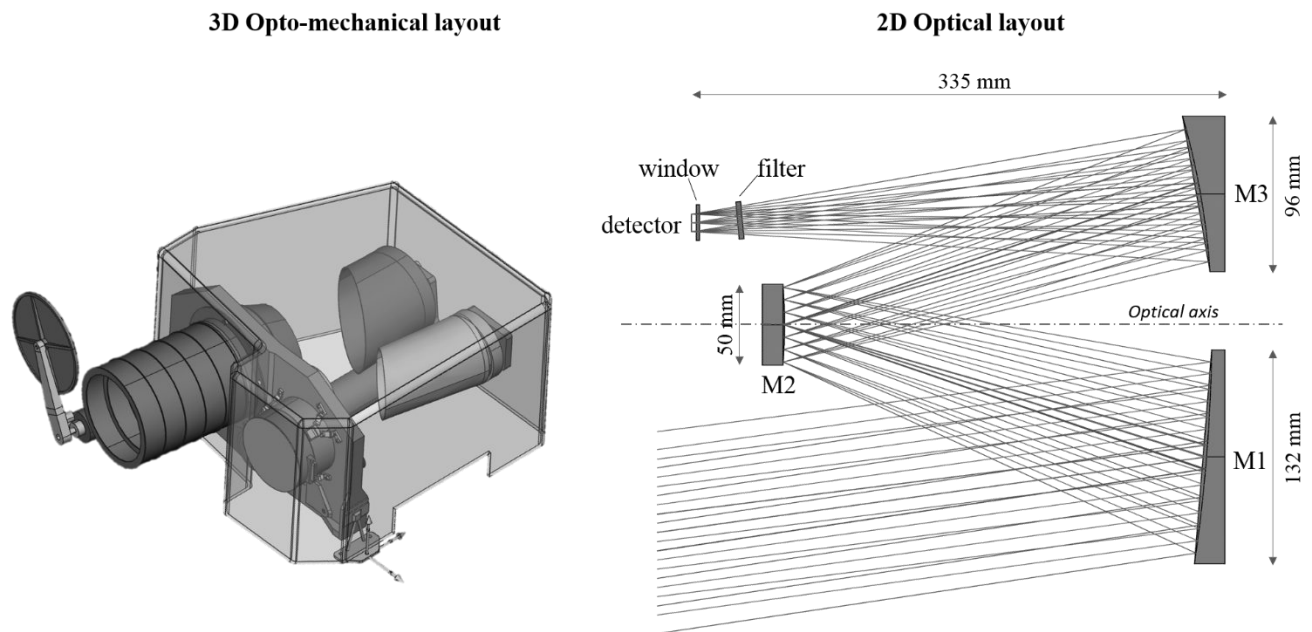 3D Opto-mechanical layout
2D Optical layout
335 mm
window
filter
detector
M3
96 mm
Optical axis
50 mm
M2
M1
132 mm